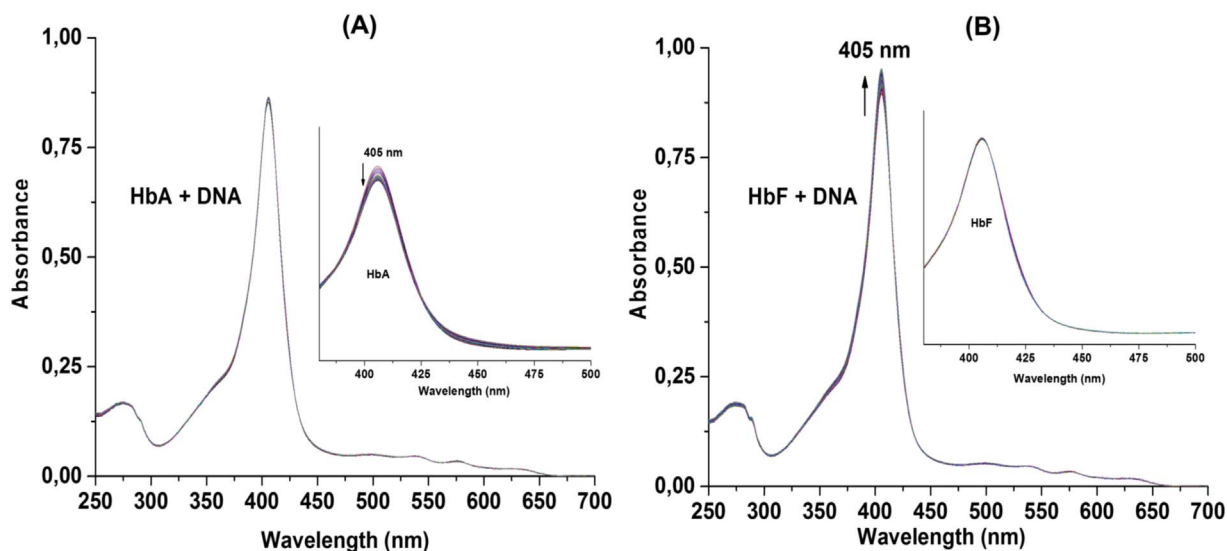 (A)
1,00
0,75
0,50
0,25
0,00
Absorbance
HbA + DNA
405 nm
HbA
400 425 450 475 500
Wavelength (nm)
250 300 350 400 450 500 550 600 650 700
Wavelength (nm)
(B)
405 nm
1,00
0,75
0,50
0,25
0,00
Absorbance
HbF + DNA
HbF
400 425 450 475 500
Wavelength (nm)
250 300 350 400 450 500 550 600 650 700
Wavelength (nm)